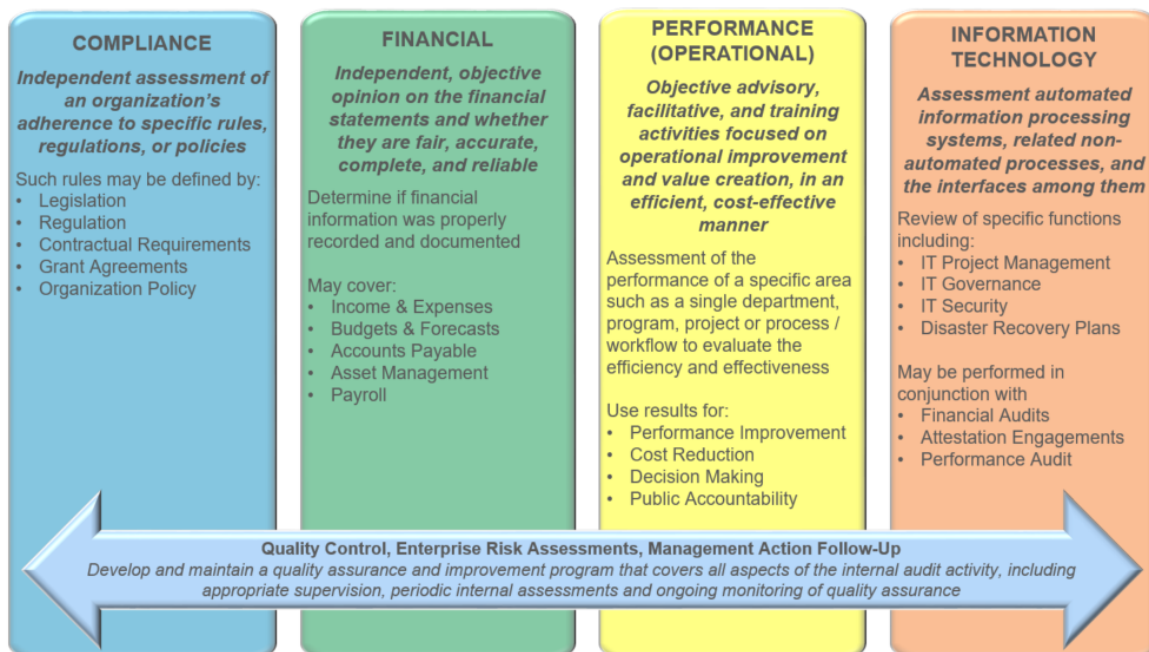 COMPLIANCE
Independent assessment of
an organization's
adherence to specific rules,
regulations, or policies
Such rules may be defined by:
• Legislation
• Regulation
• Contractual Requirements
• Grant Agreements
• Organization Policy
FINANCIAL
Independent, objective
opinion on the financial
statements and whether
they are fair, accurate,
complete, and reliable
Determine if financial
information was properly
recorded and documented
May cover:
• Income & Expenses
• Budgets & Forecasts
• Accounts Payable
• Asset Management
• Payroll
PERFORMANCE
(OPERATIONAL)
Objective advisory,
facilitative, and training
activities focused on
operational improvement
and value creation, in an
efficient, cost-effective
manner
Assessment of the
performance of a specific area
such as a single department,
program, project or process /
workflow to evaluate the
efficiency and effectiveness
Use results for:
• Performance Improvement
• Cost Reduction
• Decision Making
• Public Accountability
INFORMATION
TECHNOLOGY
Assessment automated
information processing
systems, related non-
automated processes, and
the interfaces among them
Review of specific functions
including:
• IT Project Management
• IT Governance
• IT Security
• Disaster Recovery Plans
May be performed in
conjunction with
• Financial Audits
• Attestation Engagements
• Performance Audit
Quality Control, Enterprise Risk Assessments, Management Action Follow-Up
Develop and maintain a quality assurance and improvement program that covers all aspects of the internal audit activity, including
appropriate supervision, periodic internal assessments and ongoing monitoring of quality assurance